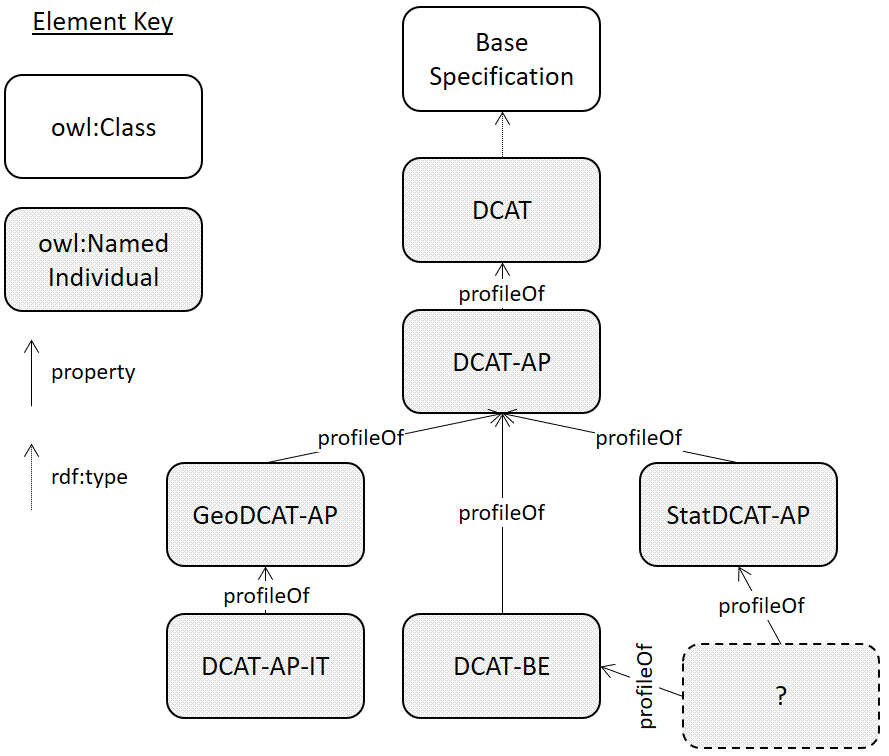 Element Key
owl:Class
owl:Named
Individual
property
rdf:type
Base
Specification
DCAT
profileOf
DCAT-AP
profileOf
profileOf
profileOf
GeoDCAT-AP
StatDCAT-AP
profileOf
profileOf
DCAT-AP-IT
DCAT-BE
profileOf
?